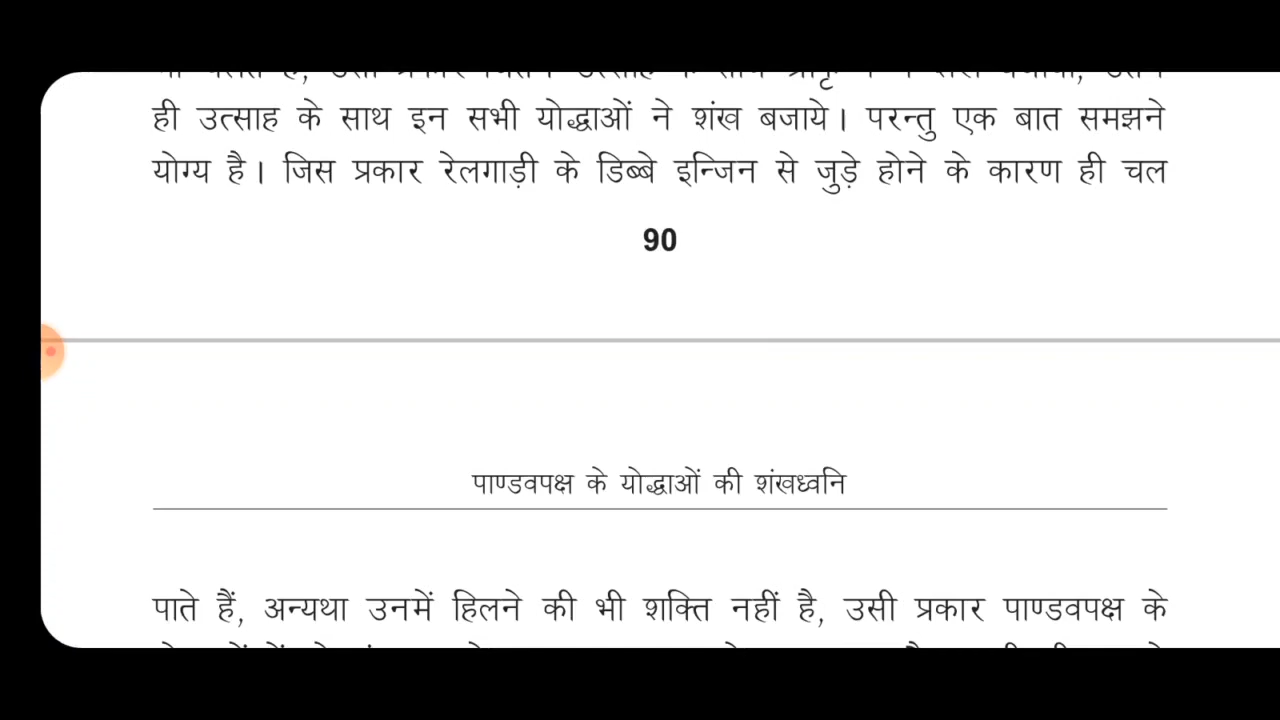 ही उत्साह के साथ इन सभी योद्धाओं ने शंख बजाये। परन्तु एक बात समझने
योग्य है। जिस प्रकार रेलगाड़ी के डिब्बे इन्जिन से जुड़े होने के कारण ही चल
90
पाण्डवपक्ष के योद्धाओं की शंखध्वनि
पाते हैं, अन्यथा उनमें हिलने की भी शक्ति नहीं है, उसी प्रकार पाण्डवपक्ष के